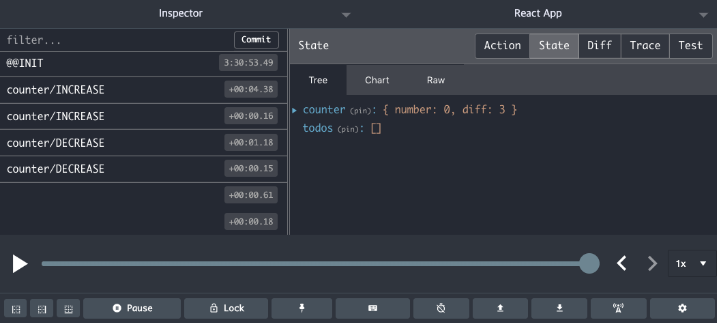 Inspector React App
filter... Commit State Action State Diff Trace Test
@@INIT 3:30:53.49
Tree Chart Raw
counter/INCREASE +00:04.38
counter (pin): { number: 0, diff: 3 }
counter/INCREASE +00:00.16
todos (pin): []
counter/DECREASE +00:01.18
counter/DECREASE +00:00.15
+00:00.61
+00:00.18
1x
Pause Lock